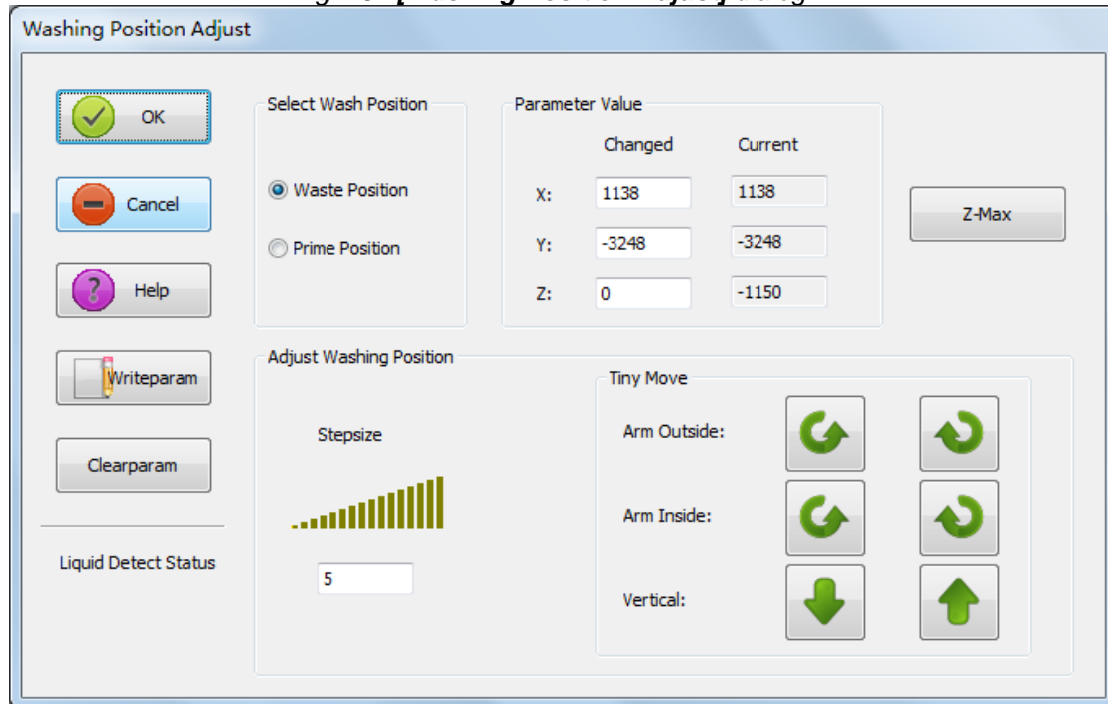 Washing Position Adjust
OK
Cancel
Help
Writeparam
Clearparam
Liquid Detect Status
Select Wash Position
Waste Position
Prime Position
Parameter Value
Changed Current
X: 1138 1138
Y: -3248 -3248
Z: 0 -1150
Z-Max
Adjust Washing Position
Stepsize
5
Tiny Move
Arm Outside:
Arm Inside:
Vertical: